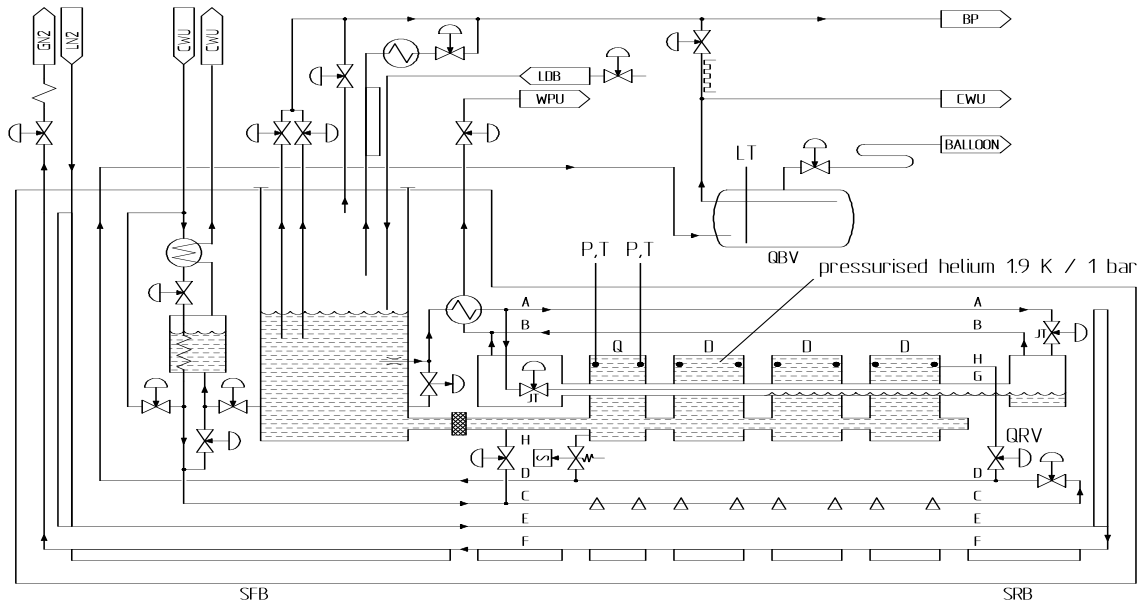 GN2
LN2
CWU
CWU
BP
LDB
WPU
CWU
BALLOON
LT
QBV
P,T
P,T
pressurised helium 1.9 K / 1 bar
A
A
B
B
JT
Q
D
D
D
H
G
JT
H
QRV
S
D
D
C
C
E
E
F
F
SFB
SRB